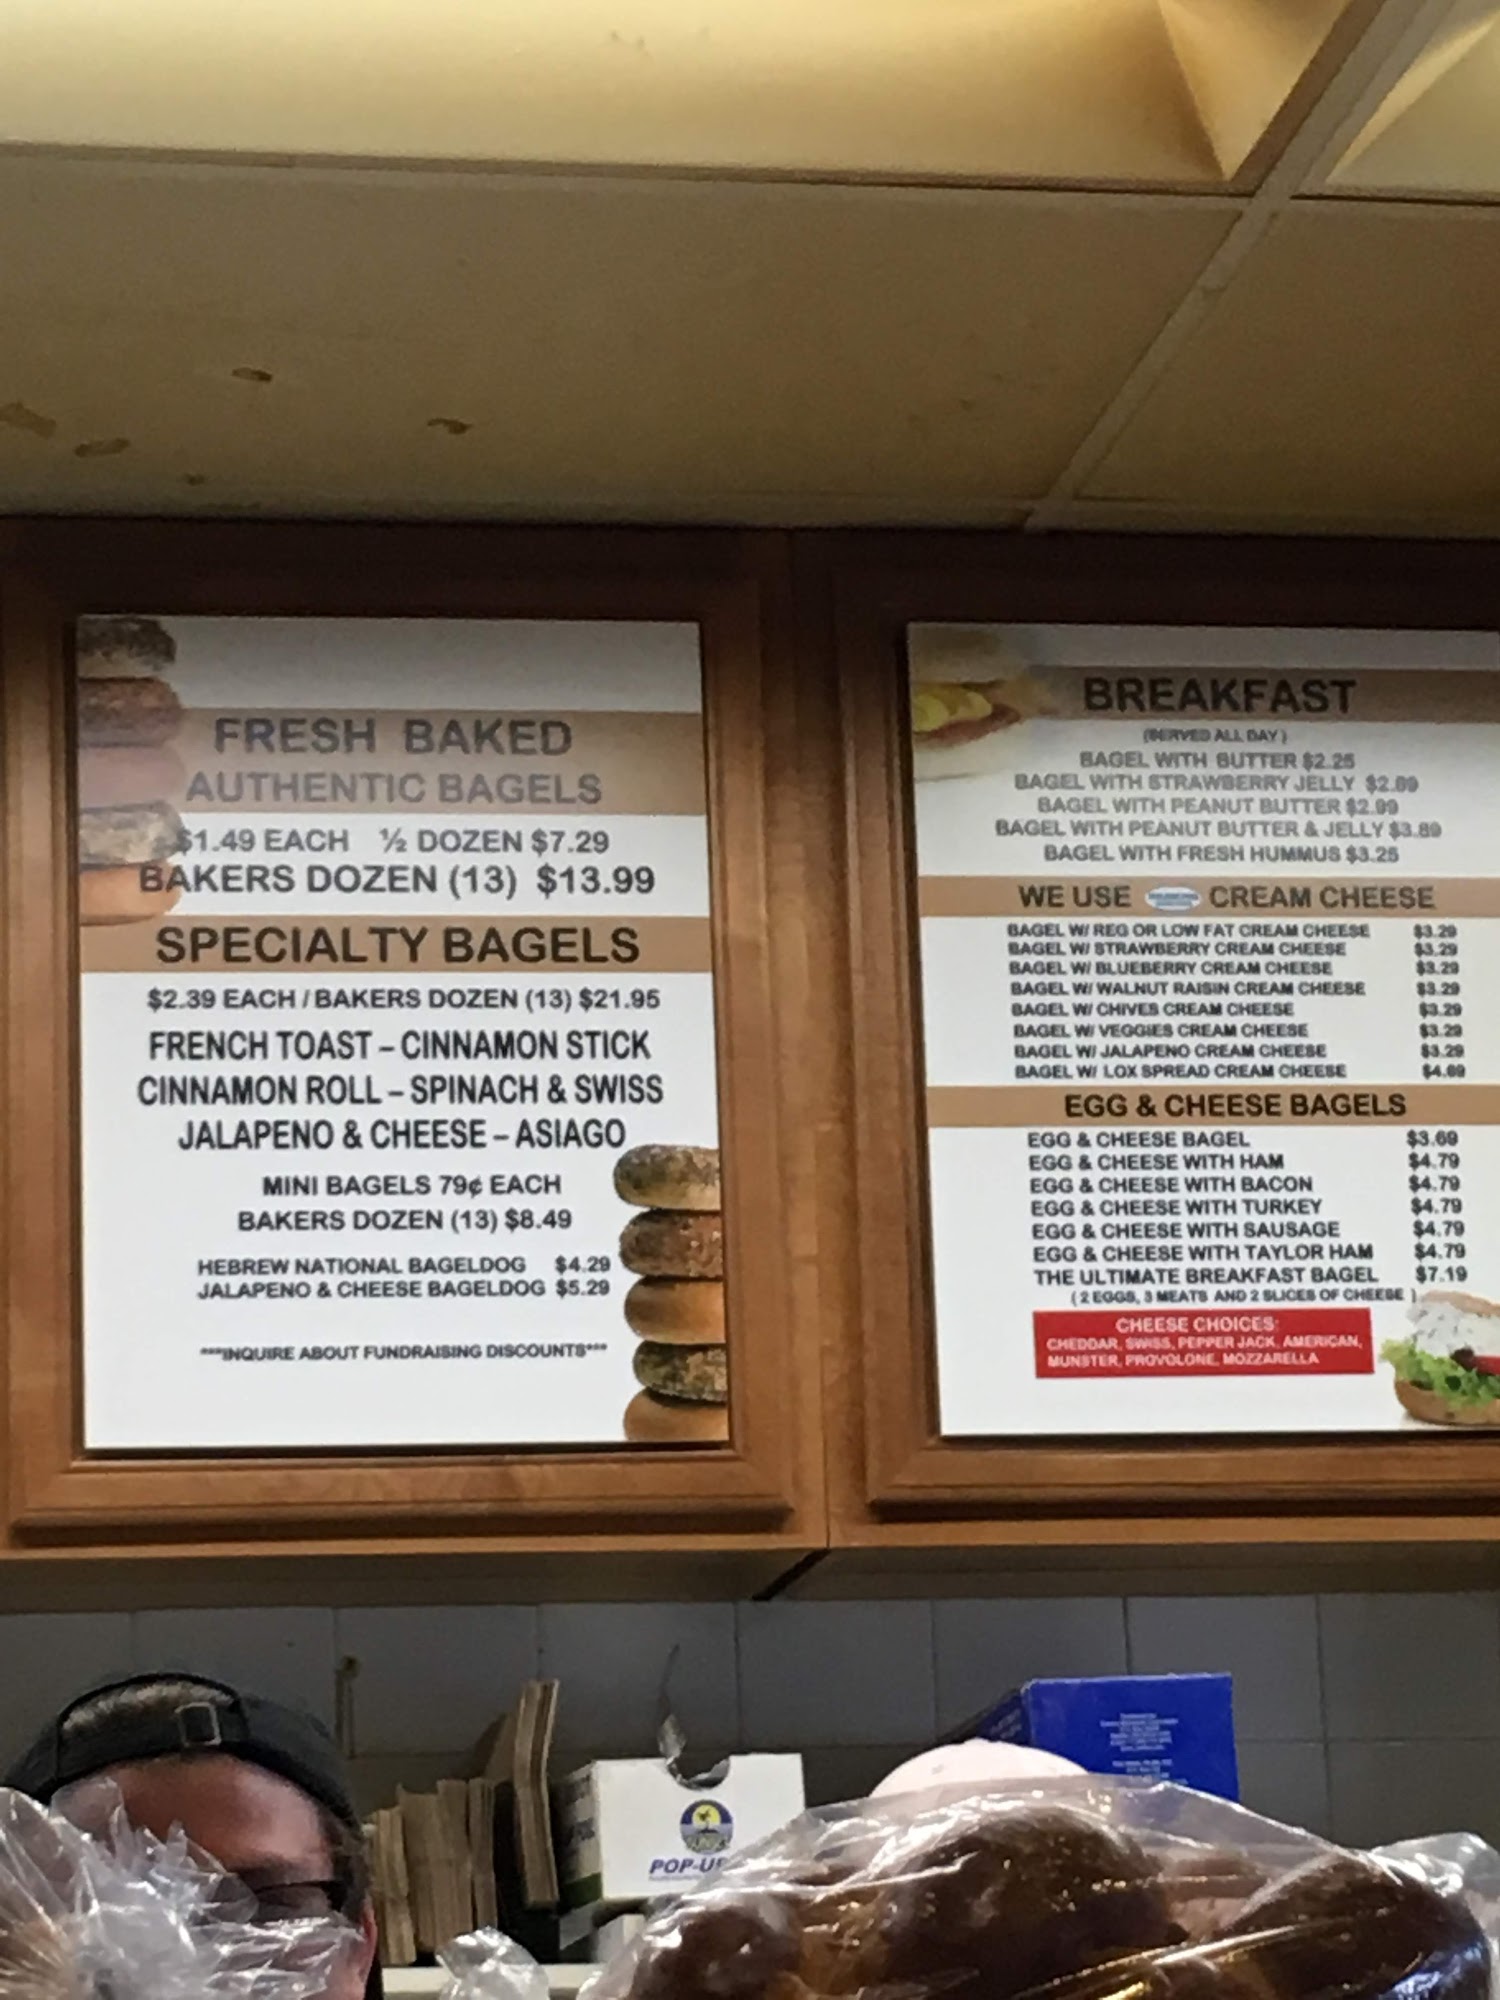 FRESH BAKED
AUTHENTIC BAGELS
$1.49 EACH ½ DOZEN $7.29
BAKERS DOZEN (13) $13.99
SPECIALTY BAGELS
$2.39 EACH / BAKERS DOZEN (13) $21.95
FRENCH TOAST – CINNAMON STICK
CINNAMON ROLL – SPINACH & SWISS
JALAPENO & CHEESE – ASIAGO
MINI BAGELS 79¢ EACH
BAKERS DOZEN (13) $8.49
HEBREW NATIONAL BAGELDOG $4.29
JALAPENO & CHEESE BAGELDOG $5.29
***INQUIRE ABOUT FUNDRAISING DISCOUNTS***
BREAKFAST
(SERVED ALL DAY)
BAGEL WITH BUTTER $2.25
BAGEL WITH STRAWBERRY JELLY
BAGEL WITH PEANUT BUTTER $2.99
BAGEL WITH PEANUT BUTTER & JELLY $3.89
BAGEL WITH FRESH HUMMUS $3.25
WE USE CREAM CHEESE
BAGEL W/ REG OR LOW FAT CREAM CHEESE $3.29
BAGEL W/ STRAWBERRY CREAM CHEESE $3.29
BAGEL W/ BLUEBERRY CREAM CHEESE $3.29
BAGEL W/ WALNUT RAISIN CREAM CHEESE $3.29
BAGEL W/ CHIVES CREAM CHEESE $3.29
BAGEL W/ VEGGIES CREAM CHEESE $3.29
BAGEL W/ JALAPENO CREAM CHEESE $3.29
BAGEL W/ LOX SPREAD CREAM CHEESE
EGG & CHEESE BAGELS
EGG & CHEESE BAGEL $3.69
EGG & CHEESE WITH HAM $4.79
EGG & CHEESE WITH BACON $4.79
EGG & CHEESE WITH TURKEY $4.79
EGG & CHEESE WITH SAUSAGE $4.79
EGG & CHEESE WITH TAYLOR HAM $4.79
THE ULTIMATE BREAKFAST BAGEL $7.19
( 2 EGGS, 3 MEATS AND 2 SLICES OF CHEESE )
CHEESE CHOICES:
CHEDDAR, SWISS, PEPPER JACK, AMERICAN,
MUNSTER, PROVOLONE, MOZZARELLA
POP-UP